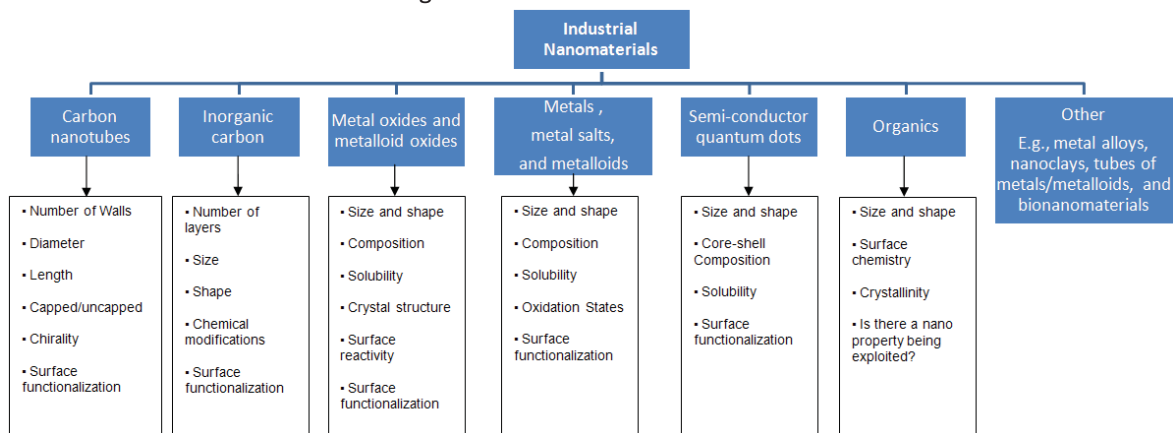 Industrial
Nanomaterials
Carbon
nanotubes
Inorganic
carbon
Metal oxides and
metalloid oxides
Metals ,
metal salts,
and metalloids
Semi-conductor
quantum dots
Organics
Other
E.g., metal alloys,
nanoclays, tubes of
metals/metalloids, and
bionanomaterials
▪ Number of Walls
▪ Diameter
▪ Length
▪ Capped/uncapped
▪ Chirality
▪ Surface
functionalization
▪ Number of
layers
▪ Size
▪ Shape
▪ Chemical
modifications
▪ Surface
functionalization
▪ Size and shape
▪ Composition
▪ Solubility
▪ Crystal structure
▪ Surface
reactivity
▪ Surface
functionalization
▪ Size and shape
▪ Composition
▪ Solubility
▪ Oxidation States
▪ Surface
functionalization
▪ Size and shape
▪ Core-shell
Composition
▪ Solubility
▪ Surface
functionalization
▪ Size and shape
▪ Surface
chemistry
▪ Crystallinity
▪ Is there a nano
property being
exploited?